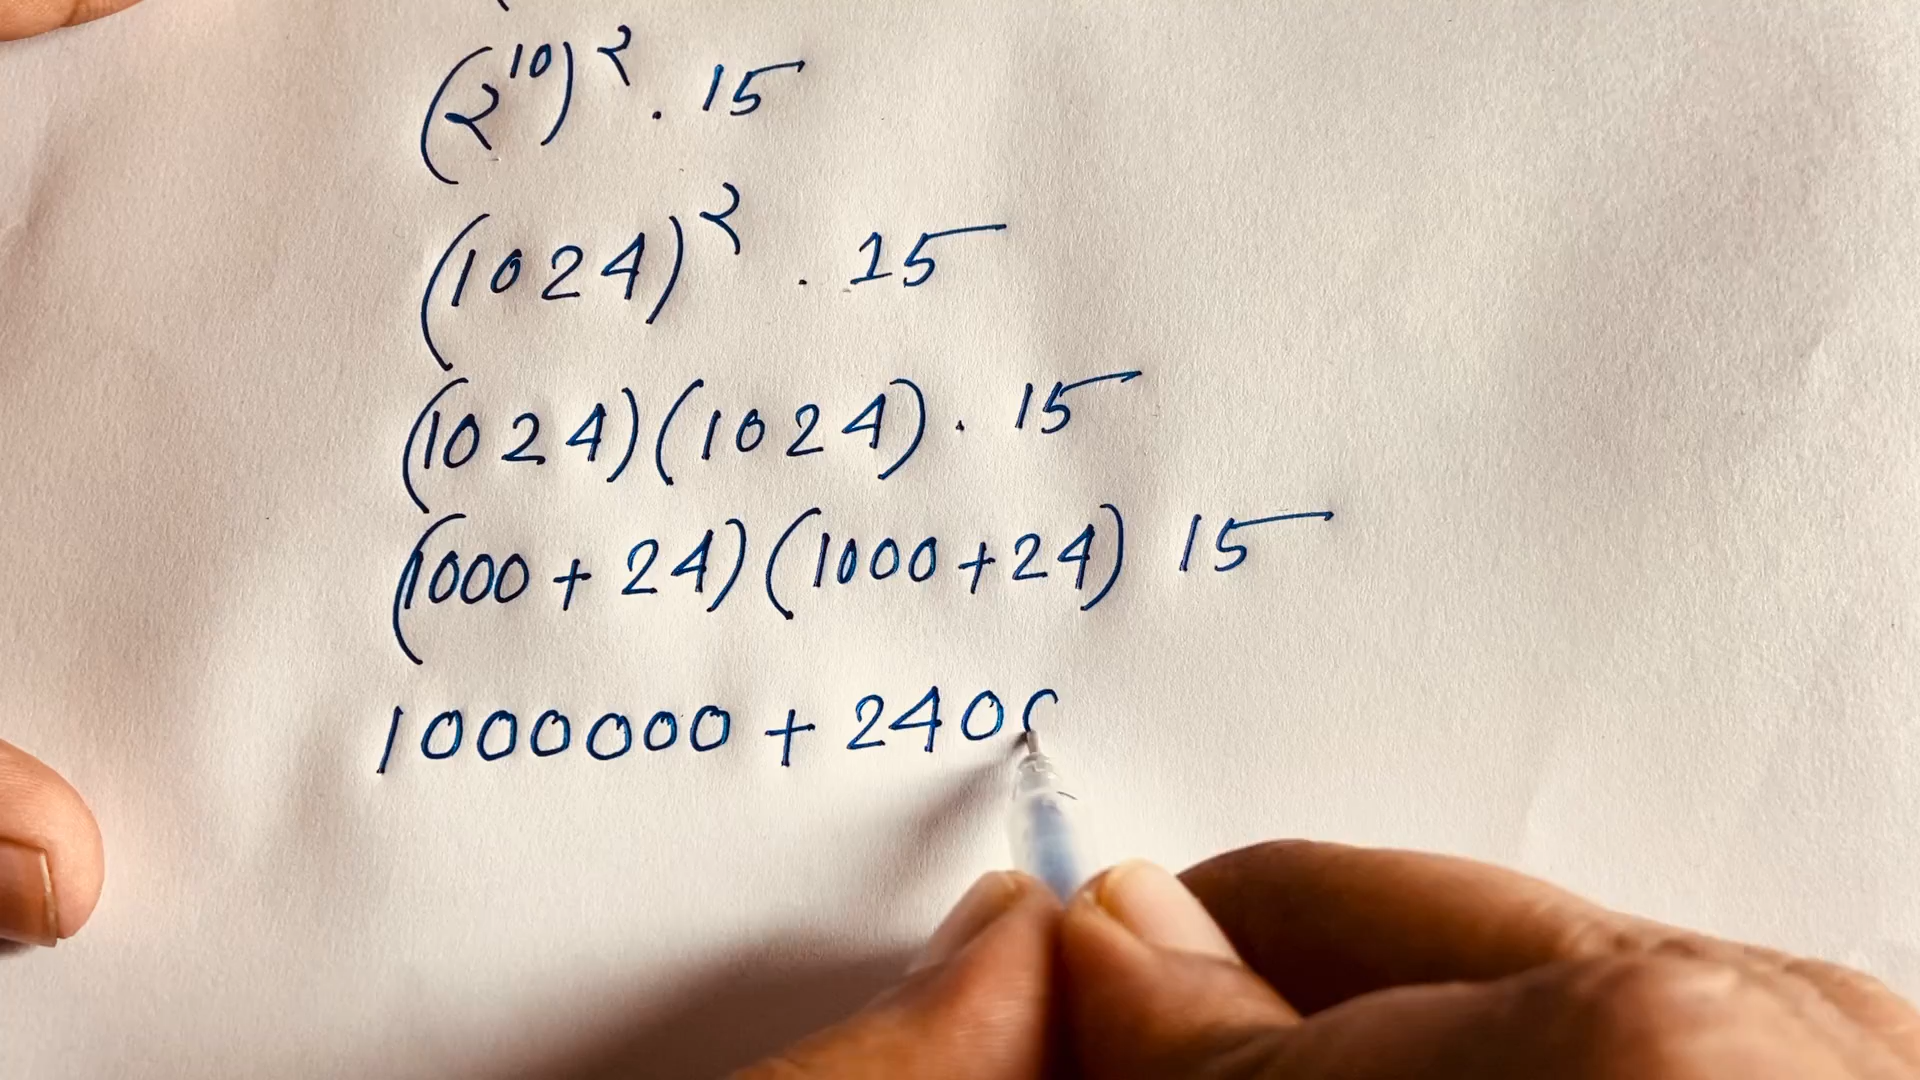 (2^10)^2 . 15
(1024)^2 . 15
(1024)(1024) . 15
(1000 + 24)(1000 + 24) 15
1000000 + 240